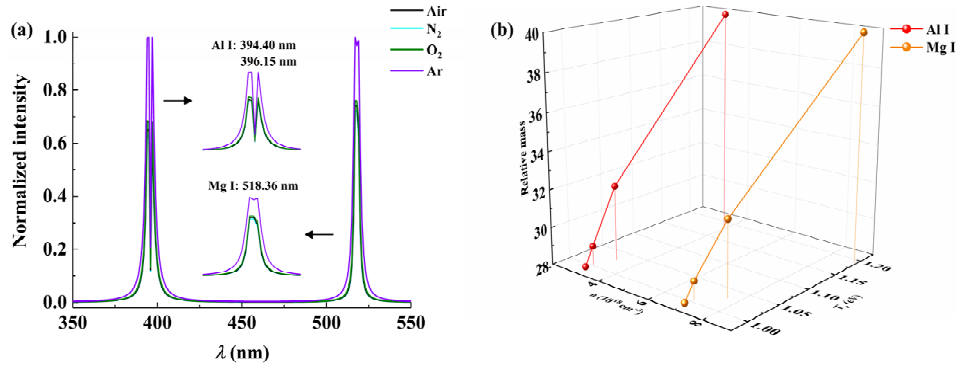 (a)
Air
N₂
O₂
Ar
Al I: 394.40 nm
396.15 nm
Mg I: 518.36 nm
Normalized intensity
1.0
0.8
0.6
0.4
0.2
0.0
350
400
450
500
550
λ (nm)
(b)
Al I
Mg I
Relative mass
40
38
36
34
32
30
28
4
8
1.00
1.05
1.10
1.15
1.20